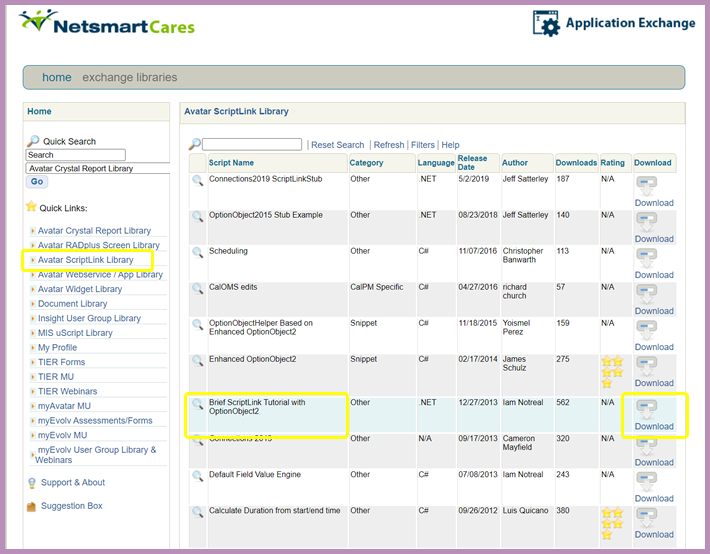 NetsmartCares
Application Exchange
home exchange libraries
Home
Quick Search
Search
Avatar Crystal Report Library
Go
Quick Links:
Avatar Crystal Report Library
Avatar RADplus Screen Library
Avatar ScriptLink Library
Avatar Webservice / App Library
Avatar Widget Library
Document Library
Insight User Group Library
MIS uScript Library
My Profile
TIER Forms
TIER MU
TIER Webinars
myAvatar MU
myEvolv Assessments/Forms
myEvolv MU
myEvolv User Group Library &
Webinars
Support & About
Suggestion Box
Avatar ScriptLink Library
| Reset Search | Refresh | Filters | Help
Script Name Category Language Release Date Author Downloads Rating Download
Connections2019 ScriptLinkStub Other .NET 5/2/2019 Jeff Satterley 187 N/A
Download
OptionObject2015 Stub Example Other .NET 08/23/2018 Jeff Satterley 140 N/A
Download
Scheduling Other C# 11/07/2016 Christopher Banwarth 113 N/A
Download
CalOMS edits CalPM Specific C# 04/27/2016 richard church 57 N/A
Download
OptionObjectHelper Based on Enhanced OptionObject2 Snippet C# 11/18/2015 Yoismel Perez 159 N/A
Download
Enhanced OptionObject2 Snippet C# 02/17/2014 James Schulz 275
Download
Brief ScriptLink Tutorial with OptionObject2 Other .NET 12/27/2013 Iam Notreal 562 N/A
Download
Connections 2013 Other N/A 09/17/2013 Cameron Mayfield 320 N/A
Download
Default Field Value Engine Other C# 07/08/2013 Iam Notreal 243 N/A
Download
Calculate Duration from start/end time Other C# 09/26/2012 Luis Quicano 380
Download